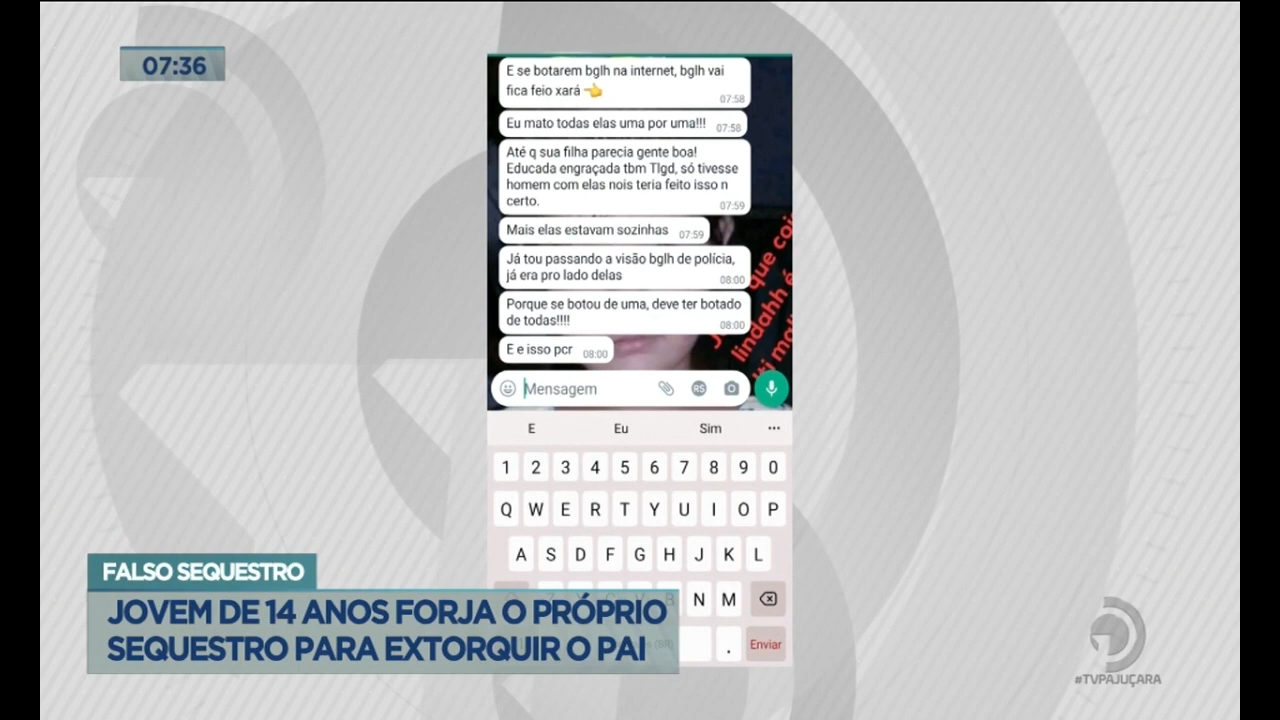 07:36
E se botarem bglh na internet, bglh vai
fica feio xará 👈
07:58
Eu mato todas elas uma por uma!!!
07:58
Até q sua filha parecia gente boa!
Educada engraçada tbm Tlgd, só tivesse
homem com elas nois teria feito isso n
certo.
07:59
Mais elas estavam sozinhas
07:59
Já tou passando a visão bglh de polícia,
já era pro lado delas
08:00
Porque se botou de uma, deve ter botado
de todas!!!!
08:00
E e isso pcr
08:00
que coi
lindahh é
Mensagem
RS
E Eu Sim
1 2 3 4 5 6 7 8 9 0
Q W E R T Y U I O P
A S D F G H J K L
N M
. Enviar
FALSO SEQUESTRO
JOVEM DE 14 ANOS FORJA O PRÓPRIO
SEQUESTRO PARA EXTORQUIR O PAI
#TVPAJUÇARA